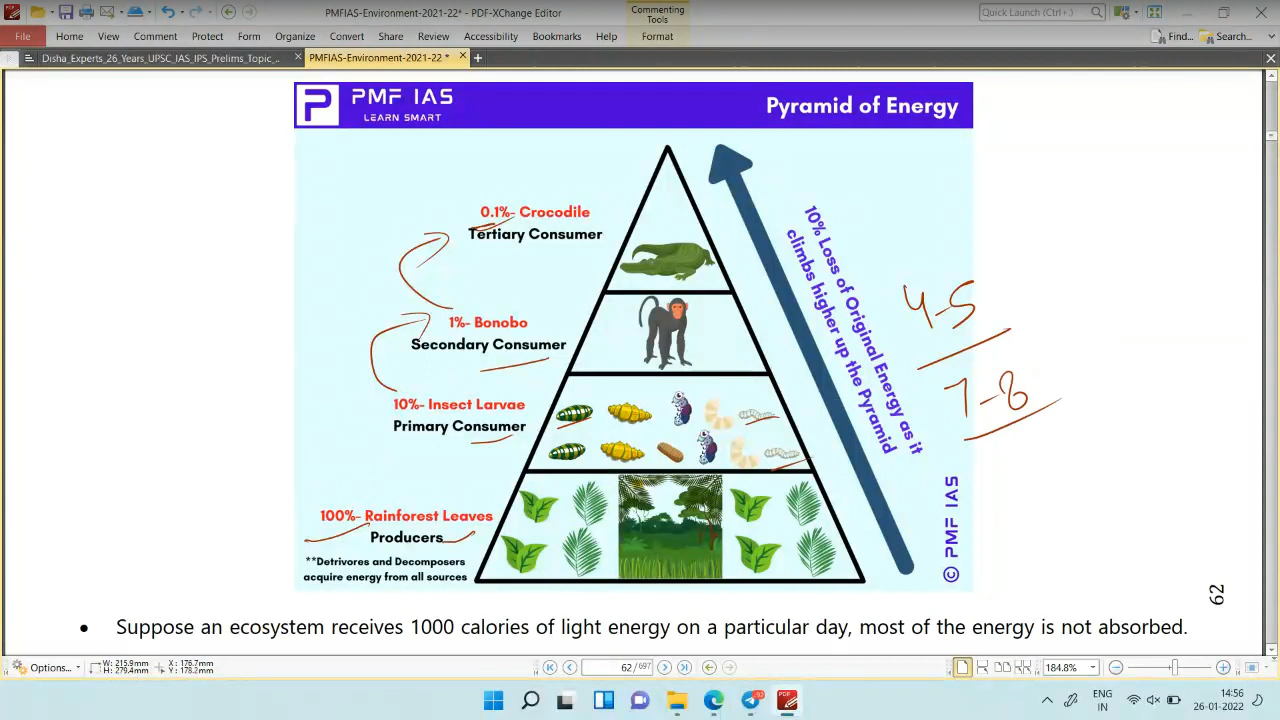 PMFIAS-Environment-2021-22* - PDF-XChange Editor
Commenting
Tools
Quick Launch (Ctrl+.)
File Home View Comment Protect Form Organize Convert Share Review Accessibility Bookmarks Help Format
Find... Search...
Disha_Experts_26_Years_UPSC_IAS_IPS_Prelims_Topic_... PMFIAS-Environment-2021-22 *
P PMF IAS
LEARN SMART
Pyramid of Energy
0.1%- Crocodile
Tertiary Consumer
1%- Bonobo
Secondary Consumer
10%- Insect Larvae
Primary Consumer
100%- Rainforest Leaves
Producers
**Detrivores and Decomposers
acquire energy from all sources
10% Loss of Original Energy as it
climbs higher up the Pyramid
4-5
7-8
© PMF IAS
62
• Suppose an ecosystem receives 1000 calories of light energy on a particular day, most of the energy is not absorbed.
Options... W: 215.9mm X: 176.7mm
H: 279.4mm Y: 178.2mm
62 / 697
184.8%
93
ENG
IN
14:56
26-01-2022